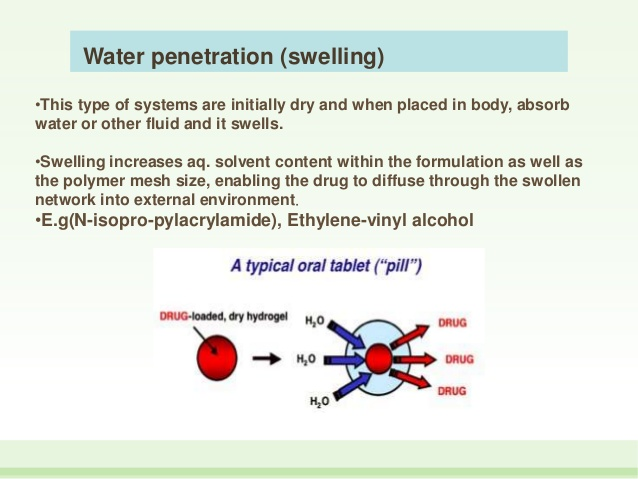 Water penetration (swelling)
•This type of systems are initially dry and when placed in body, absorb
water or other fluid and it swells.
•Swelling increases aq. solvent content within the formulation as well as
the polymer mesh size, enabling the drug to diffuse through the swollen
network into external environment.
•E.g(N-isopro-pylacrylamide), Ethylene-vinyl alcohol
A typical oral tablet (“pill”)
DRUG-loaded, dry hydrogel
H2O
DRUG
H2O
DRUG
H2O
DRUG